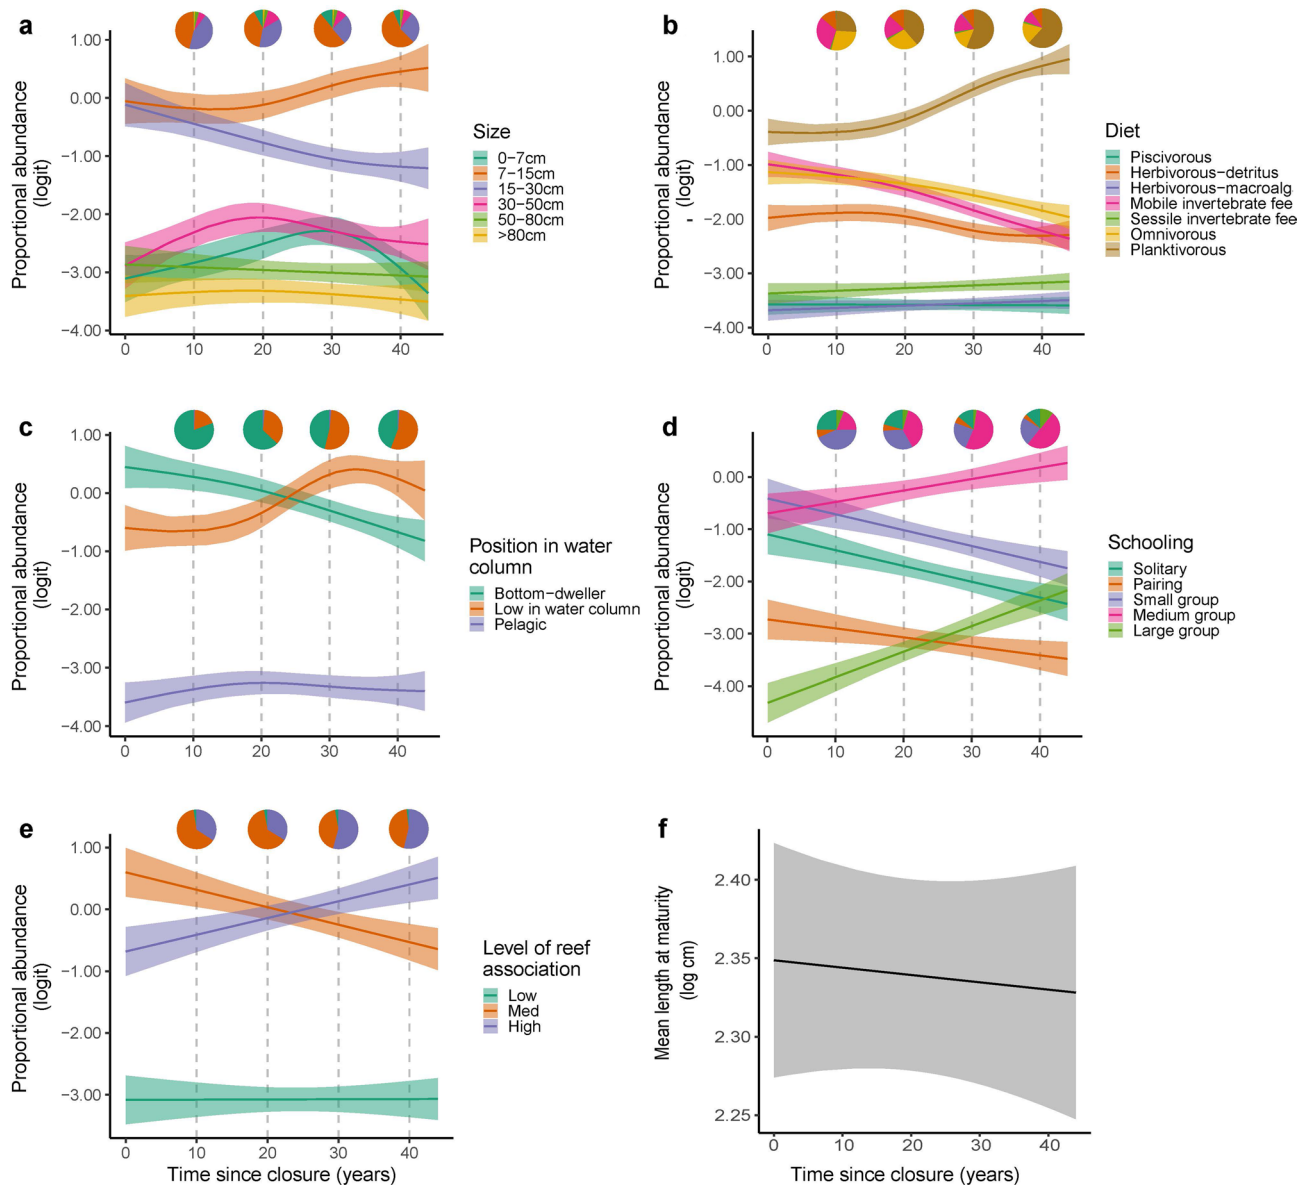 a
Proportional abundance
(logit)
1.00
0.00
−1.00
−2.00
−3.00
−4.00
0 10 20 30 40
Size
0−7cm
7−15cm
15−30cm
30−50cm
50−80cm
>80cm
b
Proportional abundance
(logit)
1.00
0.00
−1.00
−2.00
−3.00
−4.00
0 10 20 30 40
Diet
Piscivorous
Herbivorous−detritus
Herbivorous−macroalg
Mobile invertebrate fee
Sessile invertebrate fee
Omnivorous
Planktivorous
c
Proportional abundance
(logit)
1.00
0.00
−1.00
−2.00
−3.00
−4.00
0 10 20 30 40
Position in water
column
Bottom−dweller
Low in water column
Pelagic
d
Proportional abundance
(logit)
0.00
−1.00
−2.00
−3.00
−4.00
0 10 20 30 40
Schooling
Solitary
Pairing
Small group
Medium group
Large group
e
Proportional abundance
(logit)
1.00
0.00
−1.00
−2.00
−3.00
0 10 20 30 40
Time since closure (years)
Level of reef
association
Low
Med
High
f
Mean length at maturity
(log cm)
2.40
2.35
2.30
2.25
0 10 20 30 40
Time since closure (years)